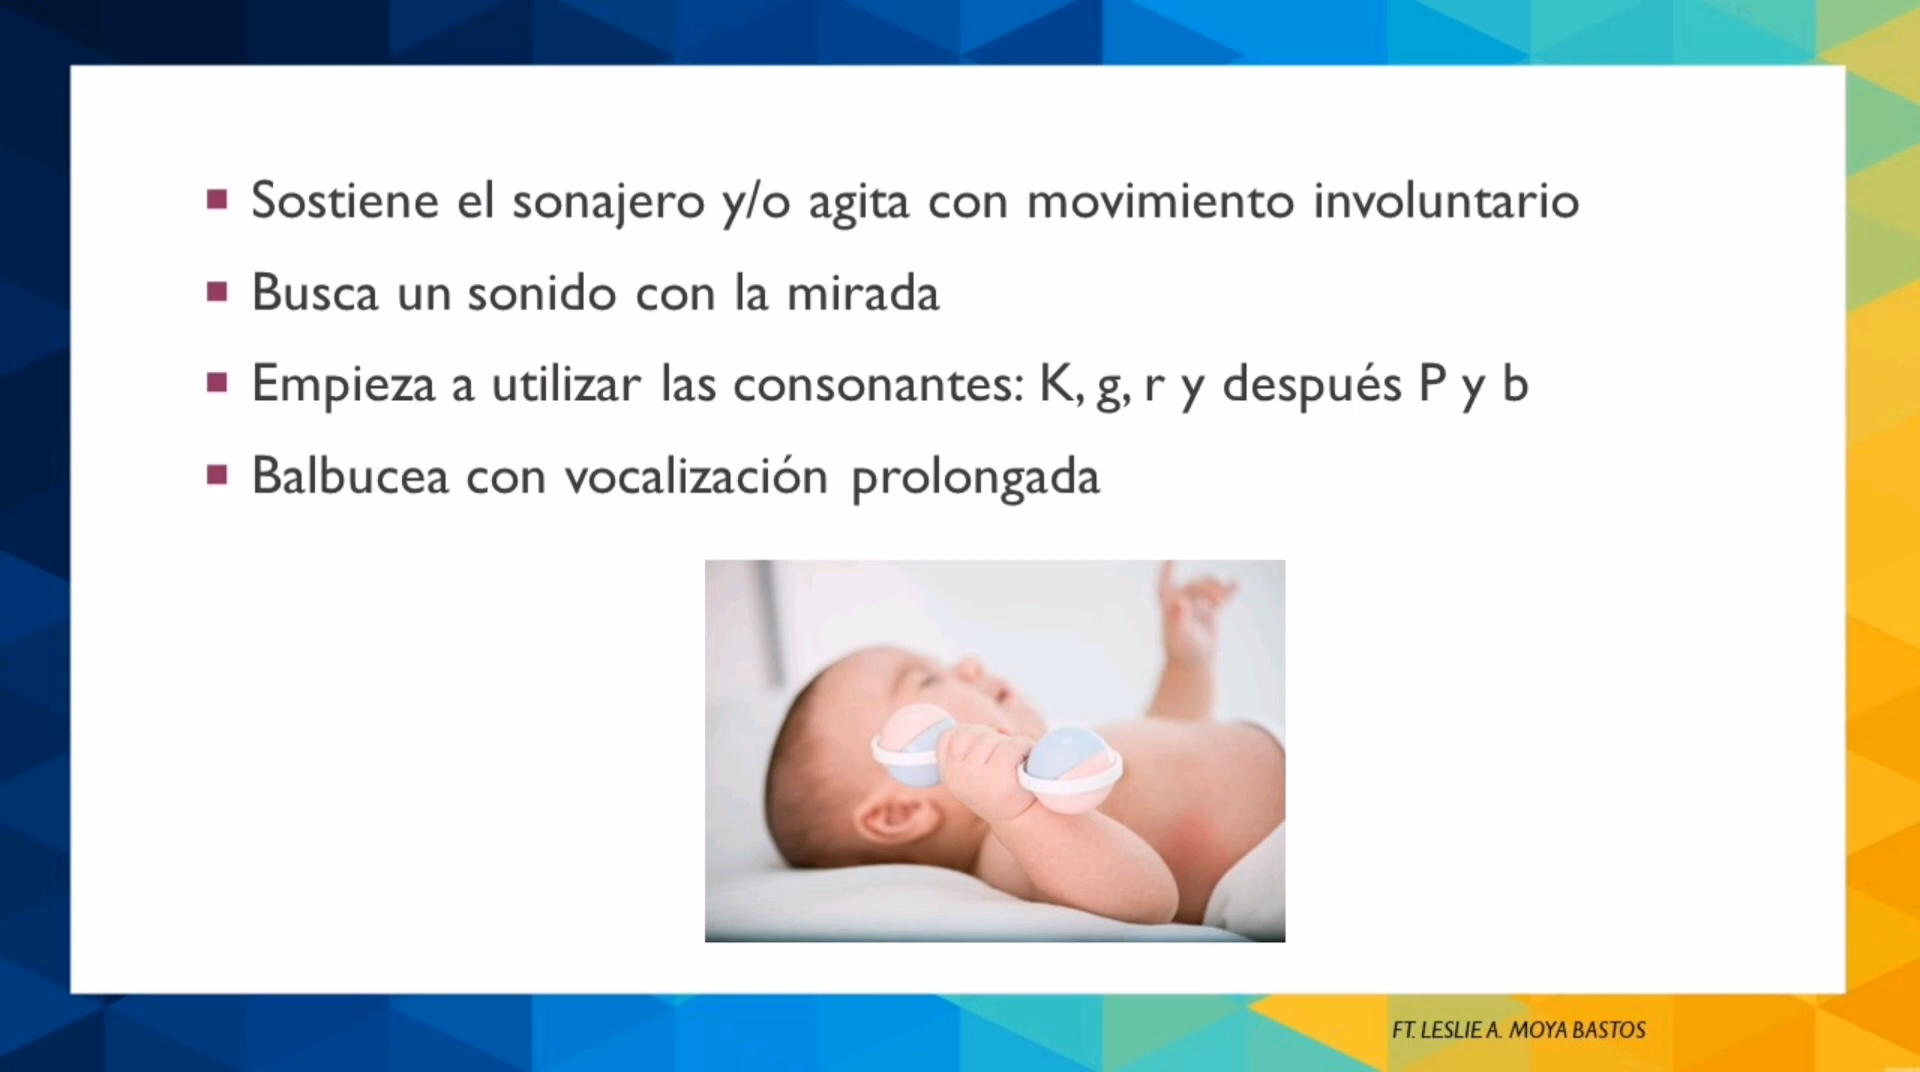 Sostiene el sonajero y/o agita con movimiento involuntario
Busca un sonido con la mirada
Empieza a utilizar las consonantes: K, g, r y después P y b
Balbucea con vocalización prolongada
FT. LESLIE A. MOYA BASTOS